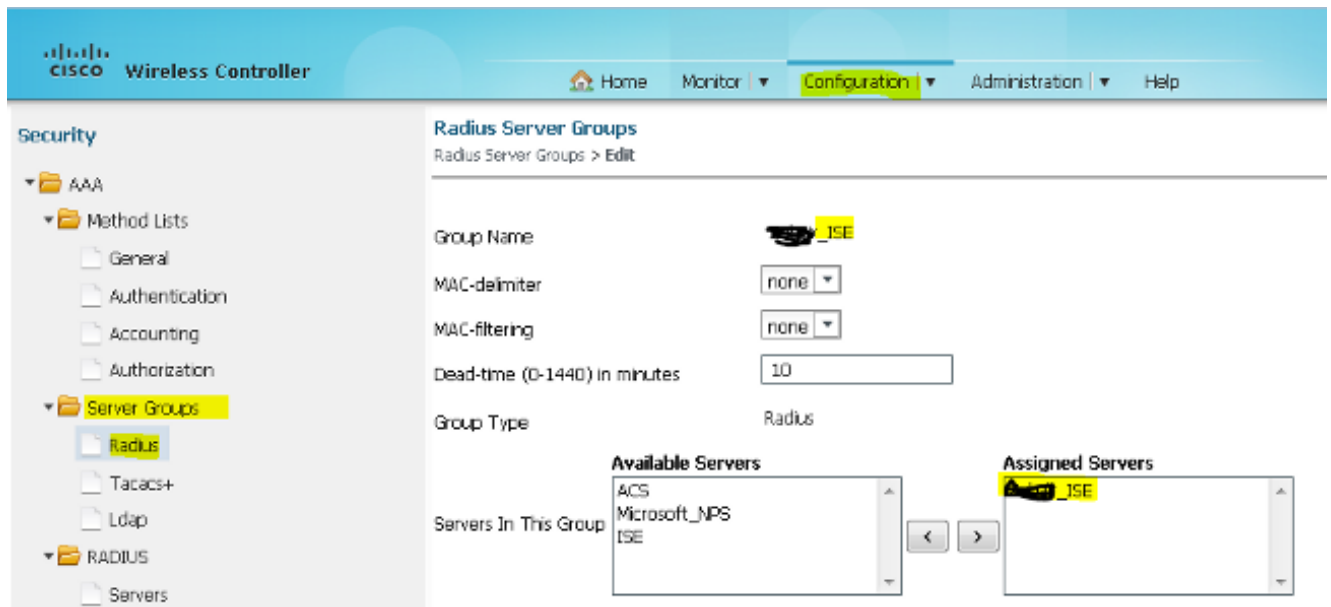 CISCO Wireless Controller
Home Monitor Configuration Administration Help
Security
AAA
Method Lists
General
Authentication
Accounting
Authorization
Server Groups
Radius
Tacacs+
Ldap
RADIUS
Servers
Radius Server Groups
Radius Server Groups > Edit
Group Name _ISE
MAC-delimiter none
MAC-filtering none
Dead-time (0-1440) in minutes 10
Group Type Radius
Available Servers Assigned Servers
Servers In This Group
ACS
Microsoft_NPS
ISE
< >
_ISE